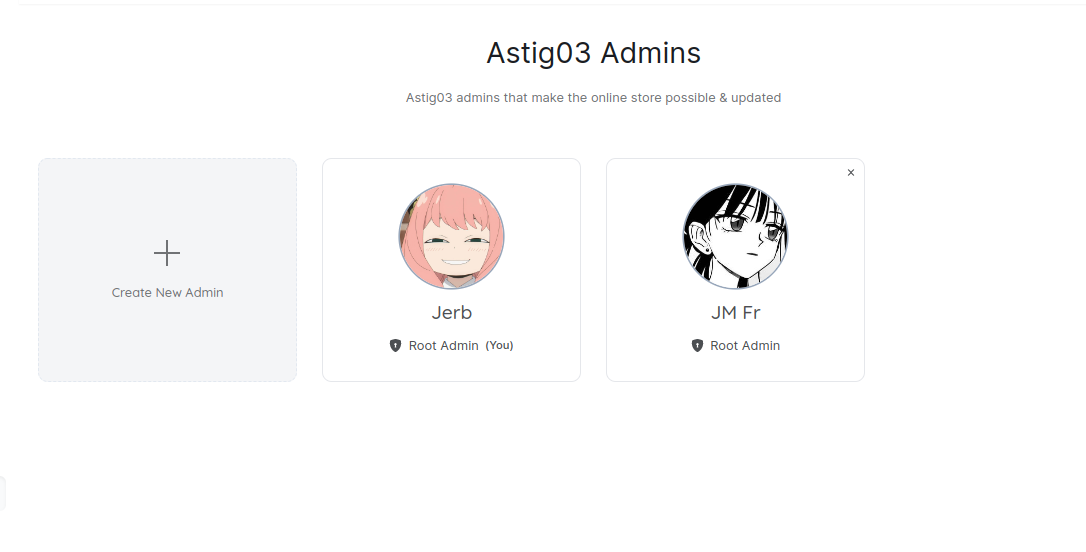 Astig03 Admins
Astig03 admins that make the online store possible & updated
Create New Admin
Jerb
Root Admin (You)
JM Fr
Root Admin